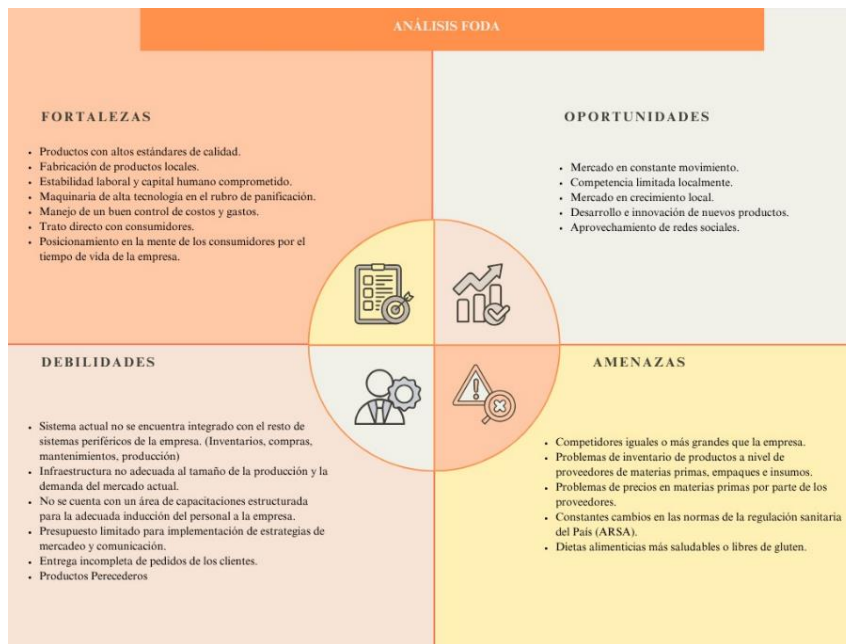 ANÁLISIS FODA
FORTALEZAS
• Productos con altos estándares de calidad.
• Fabricación de productos locales.
• Estabilidad laboral y capital humano comprometido.
• Maquinaria de alta tecnología en el rubro de panificación.
• Manejo de un buen control de costos y gastos.
• Trato directo con consumidores.
• Posicionamiento en la mente de los consumidores por el
tiempo de vida de la empresa.
OPORTUNIDADES
• Mercado en constante movimiento.
• Competencia limitada localmente.
• Mercado en crecimiento local.
• Desarrollo e innovación de nuevos productos.
• Aprovechamiento de redes sociales.
DEBILIDADES
• Sistema actual no se encuentra integrado con el resto de
sistemas periféricos de la empresa. (Inventarios, compras,
mantenimientos, producción)
• Infraestructura no adecuada al tamaño de la producción y la
demanda del mercado actual.
• No se cuenta con un área de capacitaciones estructurada
para la adecuada inducción del personal a la empresa.
• Presupuesto limitado para implementación de estrategias de
mercadeo y comunicación.
• Entrega incompleta de pedidos de los clientes.
• Productos Perecederos
AMENAZAS
• Competidores iguales o más grandes que la empresa.
• Problemas de inventario de productos a nivel de
proveedores de materias primas, empaques e insumos.
• Problemas de precios en materias primas por parte de los
proveedores.
• Constantes cambios en las normas de la regulación sanitaria
del País (ARSA).
• Dietas alimenticias más saludables o libres de gluten.